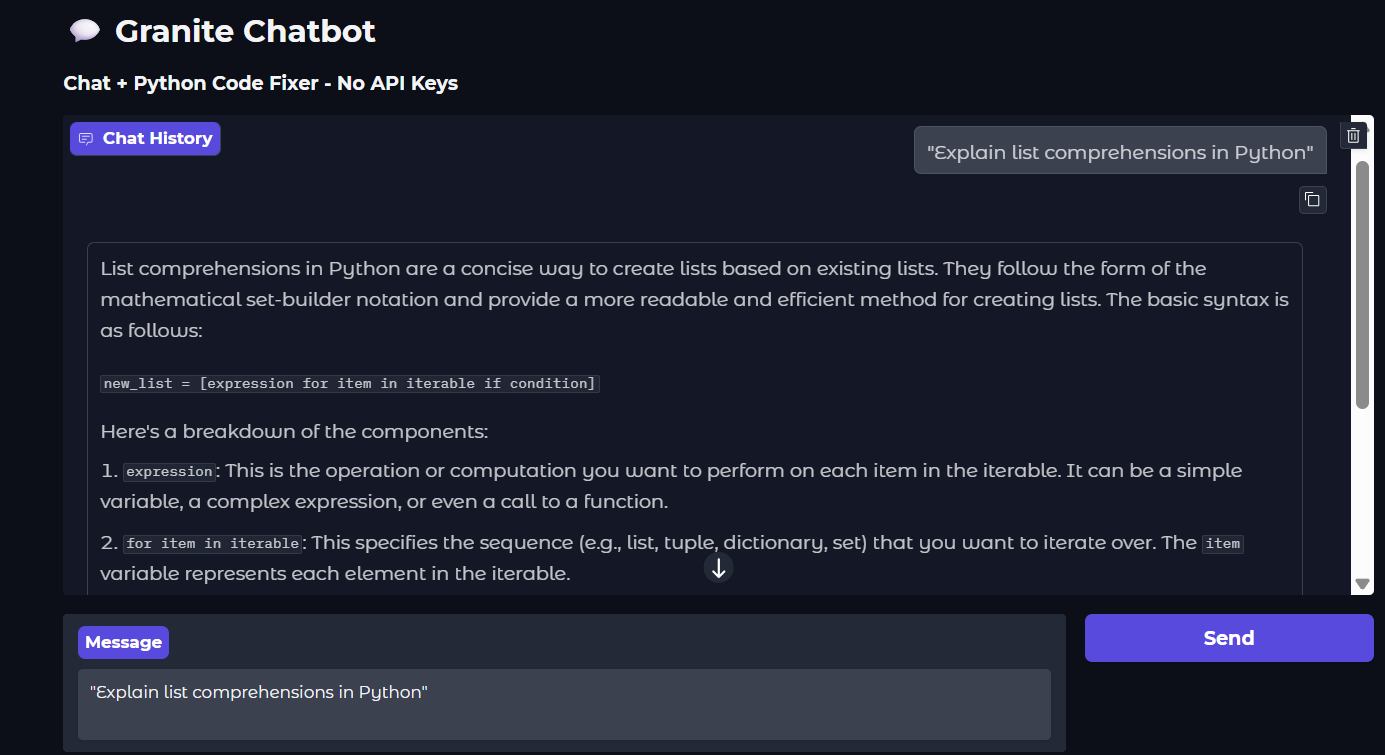 Granite Chatbot
Chat + Python Code Fixer - No API Keys
Chat History
"Explain list comprehensions in Python"
List comprehensions in Python are a concise way to create lists based on existing lists. They follow the form of the
mathematical set-builder notation and provide a more readable and efficient method for creating lists. The basic syntax is
as follows:
new_list = [expression for item in iterable if condition]
Here's a breakdown of the components:
1. expression: This is the operation or computation you want to perform on each item in the iterable. It can be a simple
variable, a complex expression, or even a call to a function.
2. for item in iterable: This specifies the sequence (e.g., list, tuple, dictionary, set) that you want to iterate over. The item
variable represents each element in the iterable.
Message
Send
"Explain list comprehensions in Python"